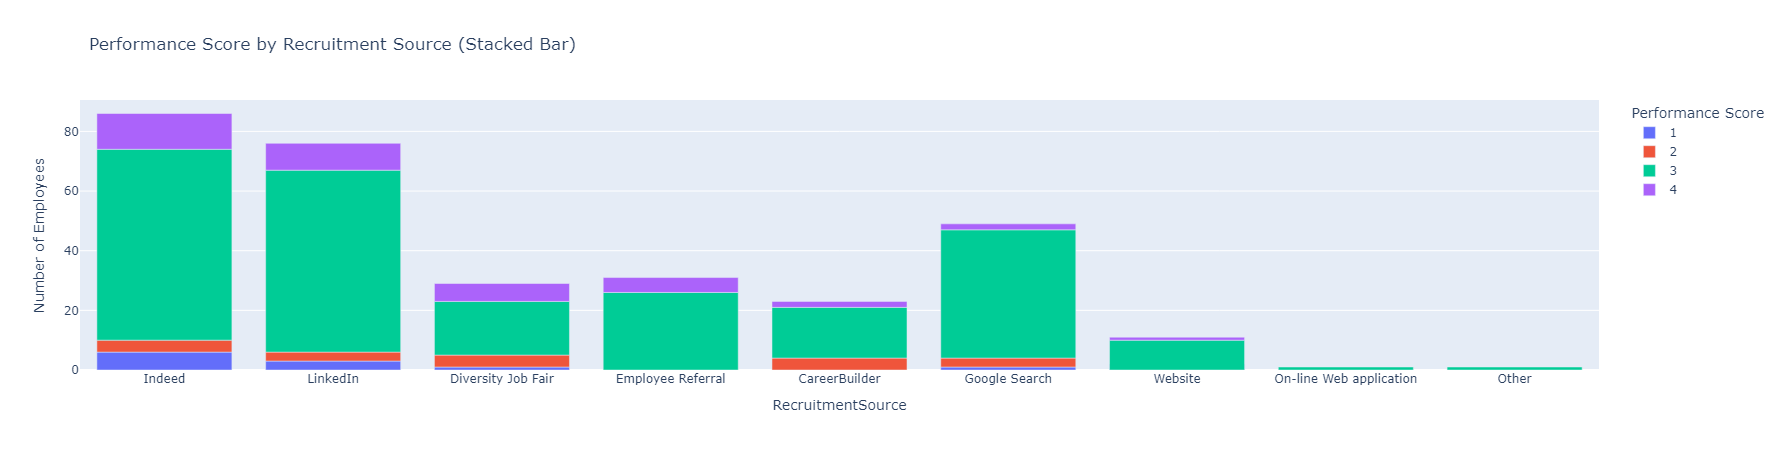 Performance Score by Recruitment Source (Stacked Bar)
Performance Score
1
2
3
4
Number of Employees
80
60
40
20
0
Indeed
LinkedIn
Diversity Job Fair
Employee Referral
CareerBuilder
Google Search
Website
On-line Web application
Other
RecruitmentSource